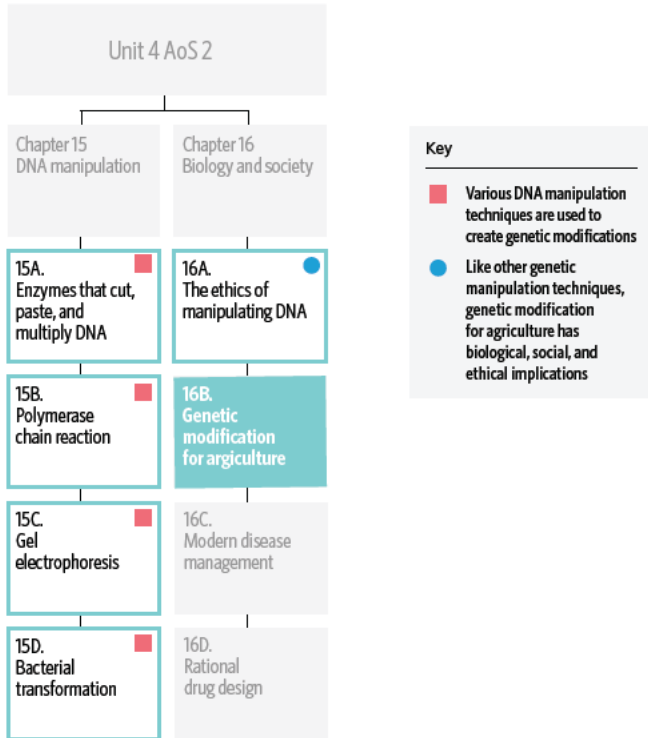 Unit 4 AoS 2
Chapter 15
DNA manipulation
Chapter 16
Biology and society
15A.
Enzymes that cut,
paste, and
multiply DNA
16A.
The ethics of
manipulating DNA
15B.
Polymerase
chain reaction
16B.
Genetic
modification
for argiculture
15C.
Gel
electrophoresis
16C.
Modern disease
management
15D.
Bacterial
transformation
16D.
Rational
drug design
Key
Various DNA manipulation
techniques are used to
create genetic modifications
Like other genetic
manipulation techniques,
genetic modification
for agriculture has
biological, social, and
ethical implications